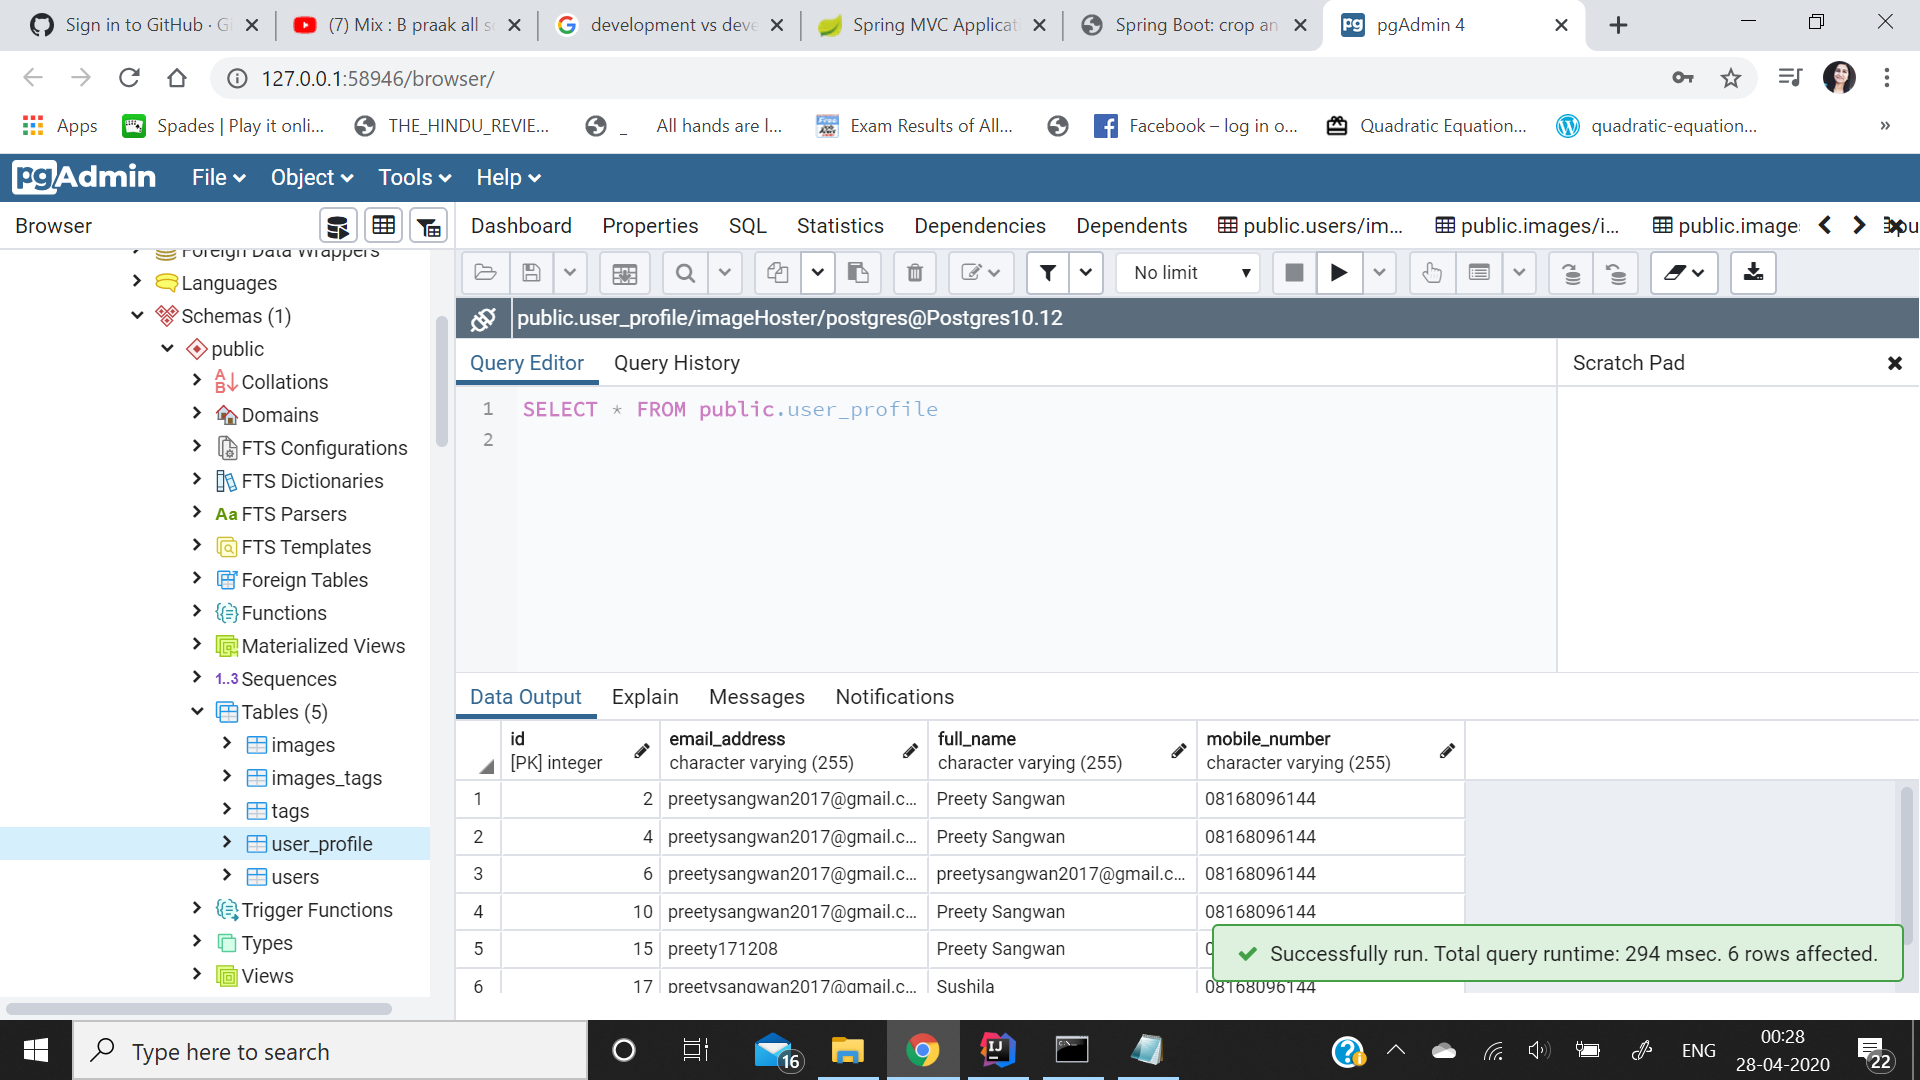 Sign in to GitHub · G
(7) Mix : B praak all s
development vs deve
Spring MVC Applicat
Spring Boot: crop an
pgAdmin 4
127.0.0.1:58946/browser/
Apps
Spades | Play it onli...
THE_HINDU_REVIE...
_
All hands are l...
Exam Results of All...
Facebook – log in o...
Quadratic Equation...
quadratic-equation...
»
pgAdmin
File
Object
Tools
Help
Browser
Dashboard
Properties
SQL
Statistics
Dependencies
Dependents
public.users/im...
public.images/i...
public.image
pu
No limit
public.user_profile/imageHoster/postgres@Postgres10.12
Query Editor
Query History
Scratch Pad
1 SELECT * FROM public.user_profile
2
Foreign Data Wrappers
Languages
Schemas (1)
public
Collations
Domains
FTS Configurations
FTS Dictionaries
Aa FTS Parsers
FTS Templates
Foreign Tables
Functions
Materialized Views
1..3 Sequences
Tables (5)
images
images_tags
tags
user_profile
users
Trigger Functions
Types
Views
Data Output
Explain
Messages
Notifications
id
[PK] integer
email_address
character varying (255)
full_name
character varying (255)
mobile_number
character varying (255)
1 2 preetysangwan2017@gmail.c... Preety Sangwan 08168096144
2 4 preetysangwan2017@gmail.c... Preety Sangwan 08168096144
3 6 preetysangwan2017@gmail.c... preetysangwan2017@gmail.c... 08168096144
4 10 preetysangwan2017@gmail.c... Preety Sangwan 08168096144
5 15 preety171208 Preety Sangwan 0
6 17 preetysangwan2017@gmail.c... Sushila 08168096144
Successfully run. Total query runtime: 294 msec. 6 rows affected.
Type here to search
16
ENG
00:28
28-04-2020
22